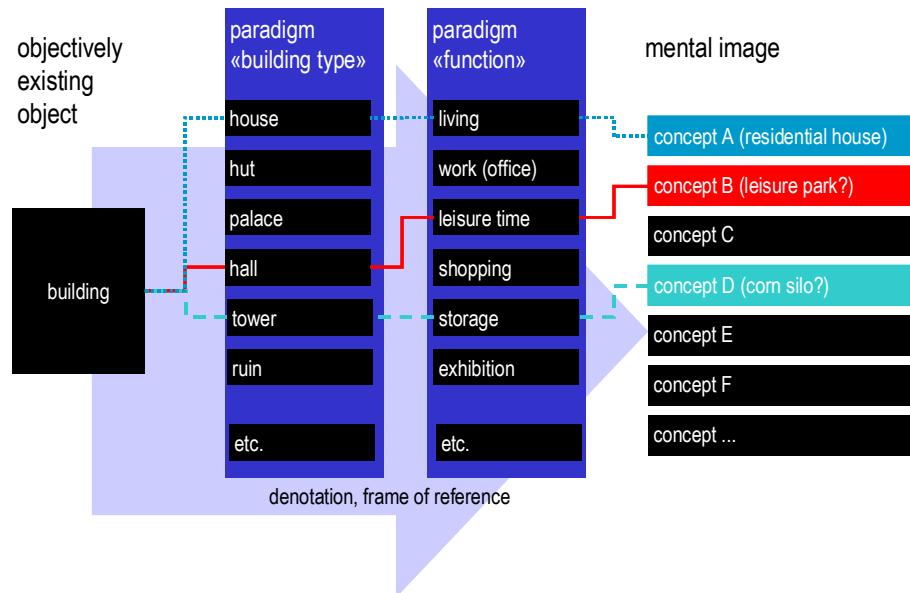 objectively
existing
object
building
paradigm
«building type»
house
hut
palace
hall
tower
ruin
etc.
paradigm
«function»
living
work (office)
leisure time
shopping
storage
exhibition
etc.
denotation, frame of reference
mental image
concept A (residential house)
concept B (leisure park?)
concept C
concept D (corn silo?)
concept E
concept F
concept ...